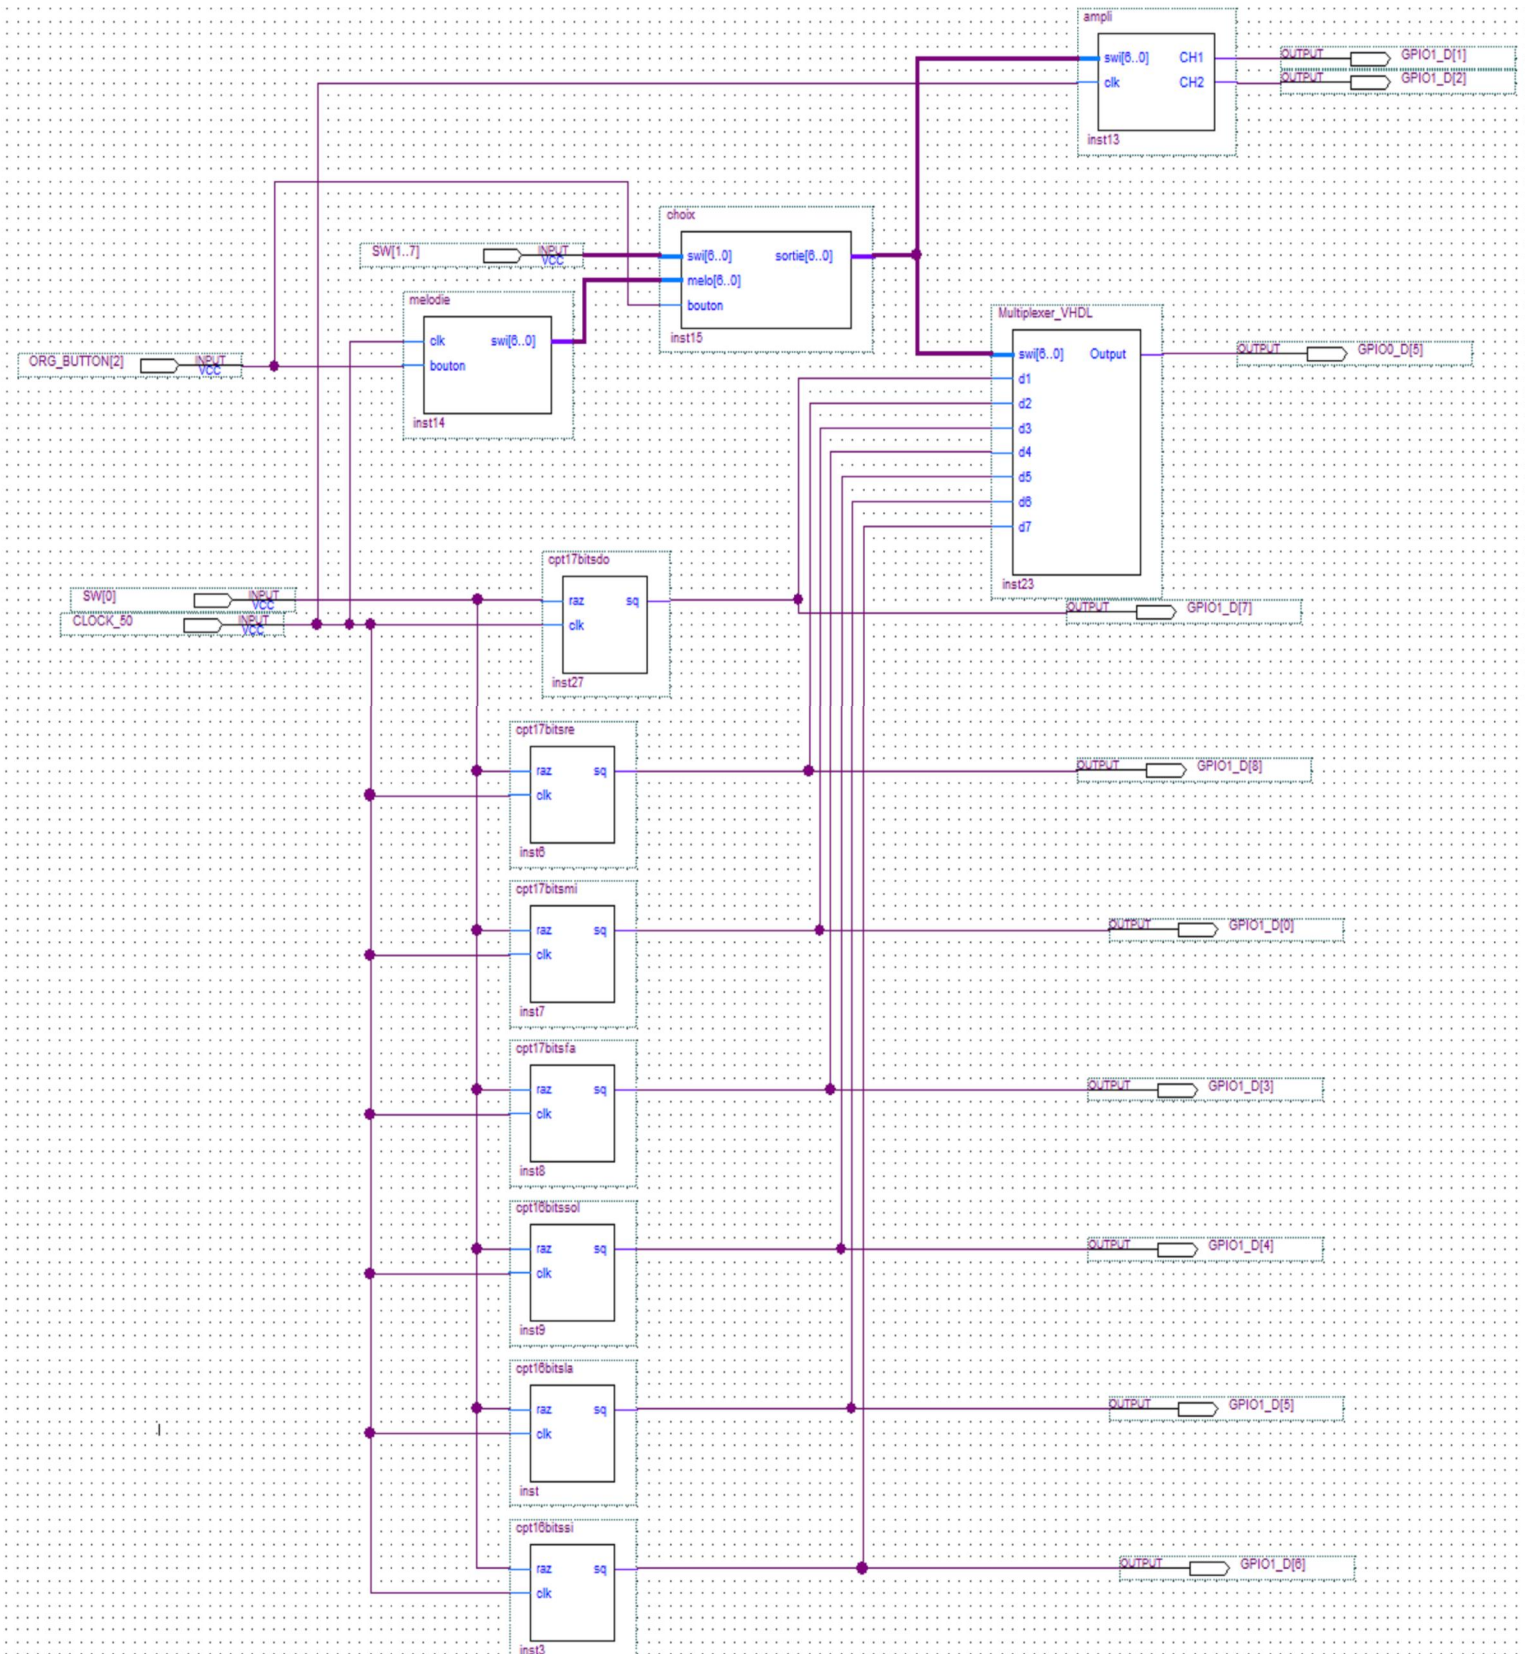 ampli
swi[6..0] CH1
clk CH2
inst13
OUTPUT GPIO1_D[1]
OUTPUT GPIO1_D[2]
choix
SW[1..7] INPUT
VCC
swi[6..0] sortie[6..0]
melo[6..0]
bouton
inst15
melodie
clk swi[6..0]
bouton
inst14
ORG_BUTTON[2] INPUT
VCC
Multiplexer_VHDL
swi[6..0] Output
d1
d2
d3
d4
d5
d6
d7
inst23
OUTPUT GPIO0_D[5]
cpt17bitsdo
SW[0] INPUT
VCC
CLOCK_50 INPUT
VCC
raz sq
clk
inst27
OUTPUT GPIO1_D[7]
cpt17bitsre
raz sq
clk
inst6
OUTPUT GPIO1_D[8]
cpt17bitsmi
raz sq
clk
inst7
OUTPUT GPIO1_D[0]
cpt17bitsfa
raz sq
clk
inst8
OUTPUT GPIO1_D[3]
cpt16bitssol
raz sq
clk
inst9
OUTPUT GPIO1_D[4]
cpt16bitsla
raz sq
clk
inst
OUTPUT GPIO1_D[5]
cpt16bitssi
raz sq
clk
inst3
OUTPUT GPIO1_D[6]